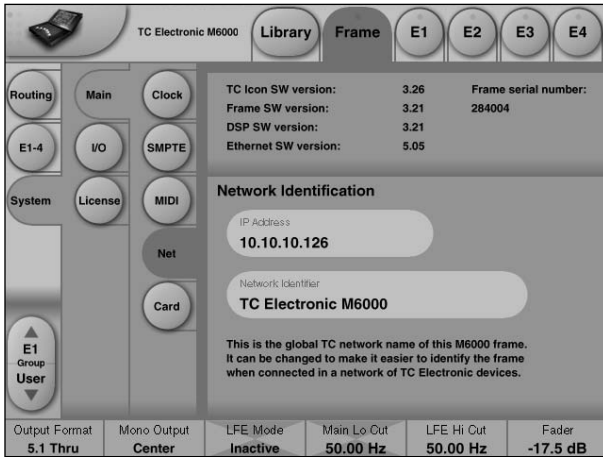 TC Electronic M6000
Library
Frame
E1
E2
E3
E4
Routing
Main
Clock
E1-4
I/O
SMPTE
System
License
MIDI
Net
Card
TC Icon SW version: 3.26 Frame serial number:
Frame SW version: 3.21 284004
DSP SW version: 3.21
Ethernet SW version: 5.05
Network Identification
IP Address
10.10.10.126
Network Identifier
TC Electronic M6000
This is the global TC network name of this M6000 frame.
It can be changed to make it easier to identify the frame
when connected in a network of TC Electronic devices.
E1
Group
User
Output Format Mono Output LFE Mode Main Lo Cut LFE Hi Cut Fader
5.1 Thru Center Inactive 50.00 Hz 50.00 Hz -17.5 dB